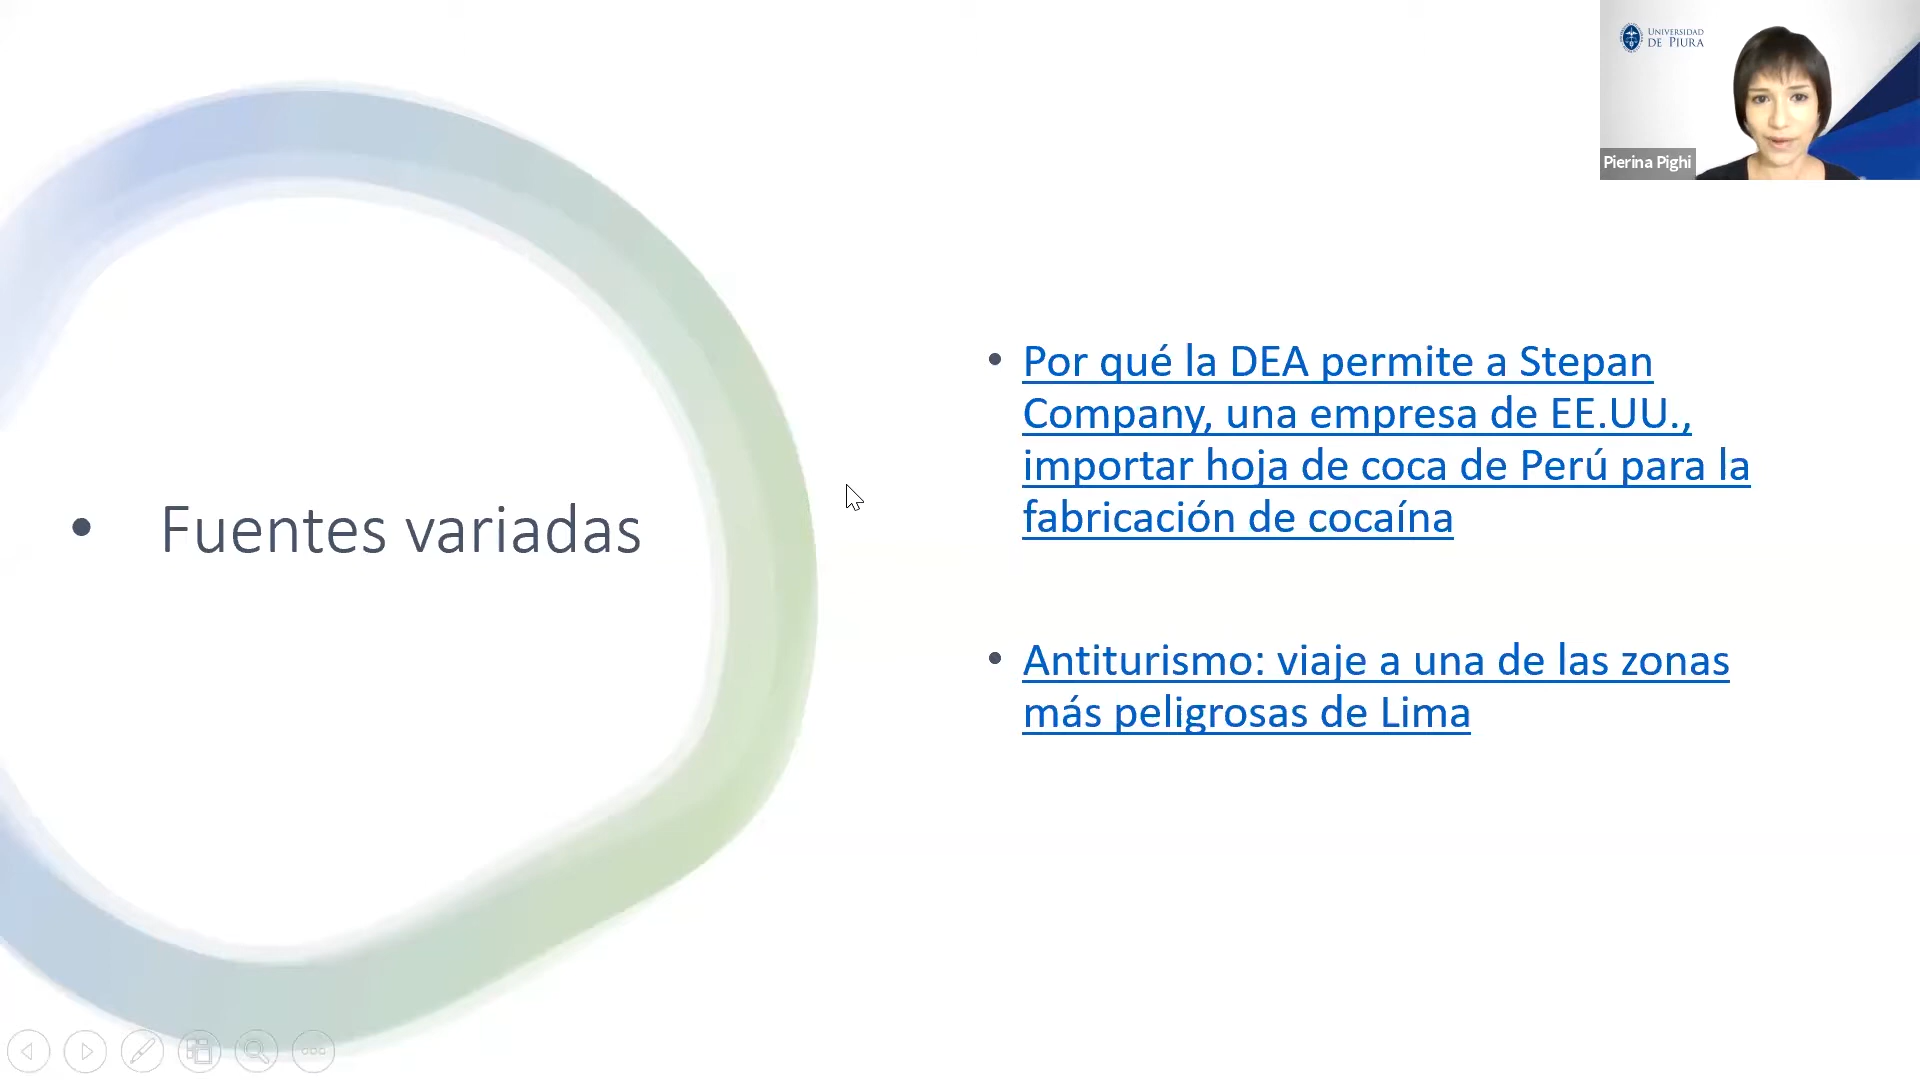 UNIVERSIDAD
DE PIURA
Pierina Pighi
• Fuentes variadas
• Por qué la DEA permite a Stepan
Company, una empresa de EE.UU.,
importar hoja de coca de Perú para la
fabricación de cocaína
• Antiturismo: viaje a una de las zonas
más peligrosas de Lima